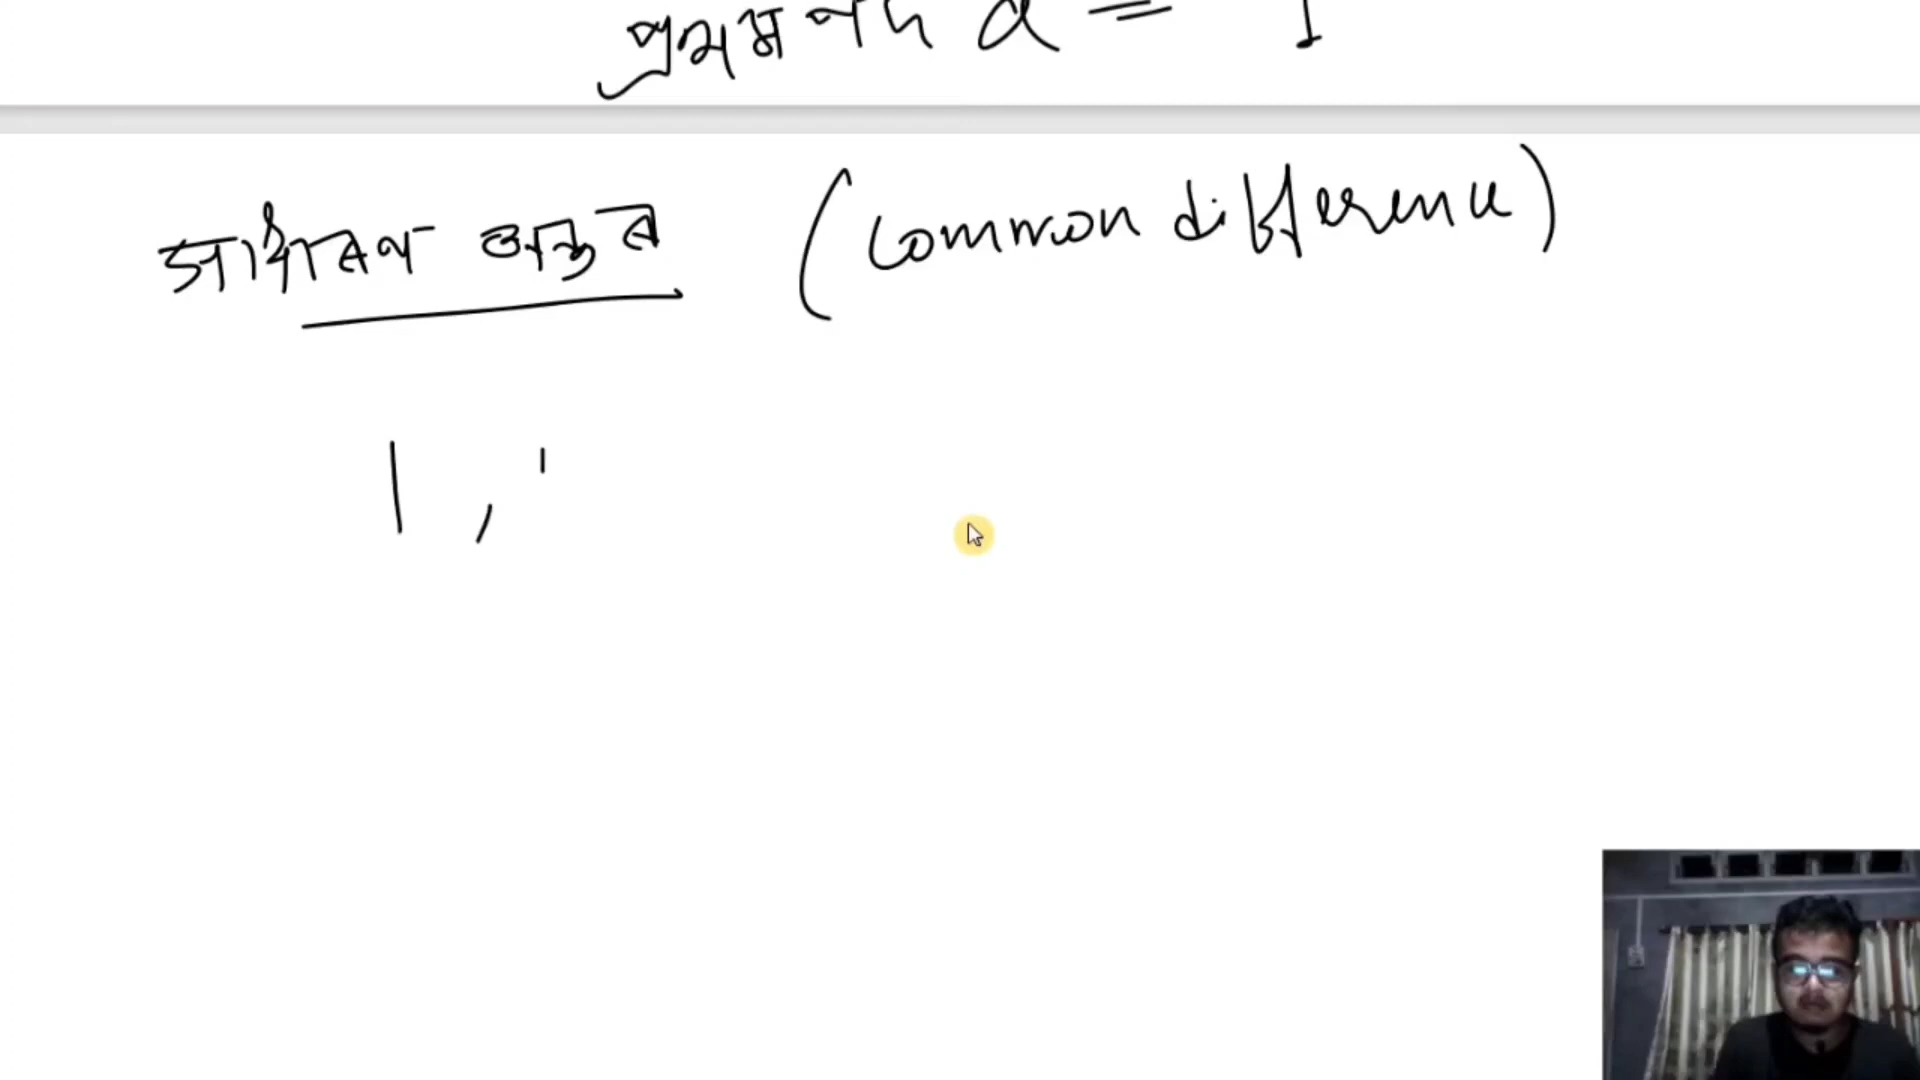 প্ৰথম পদ a = 1
সাধাৰণ অন্তৰ (Common difference)
1 ,